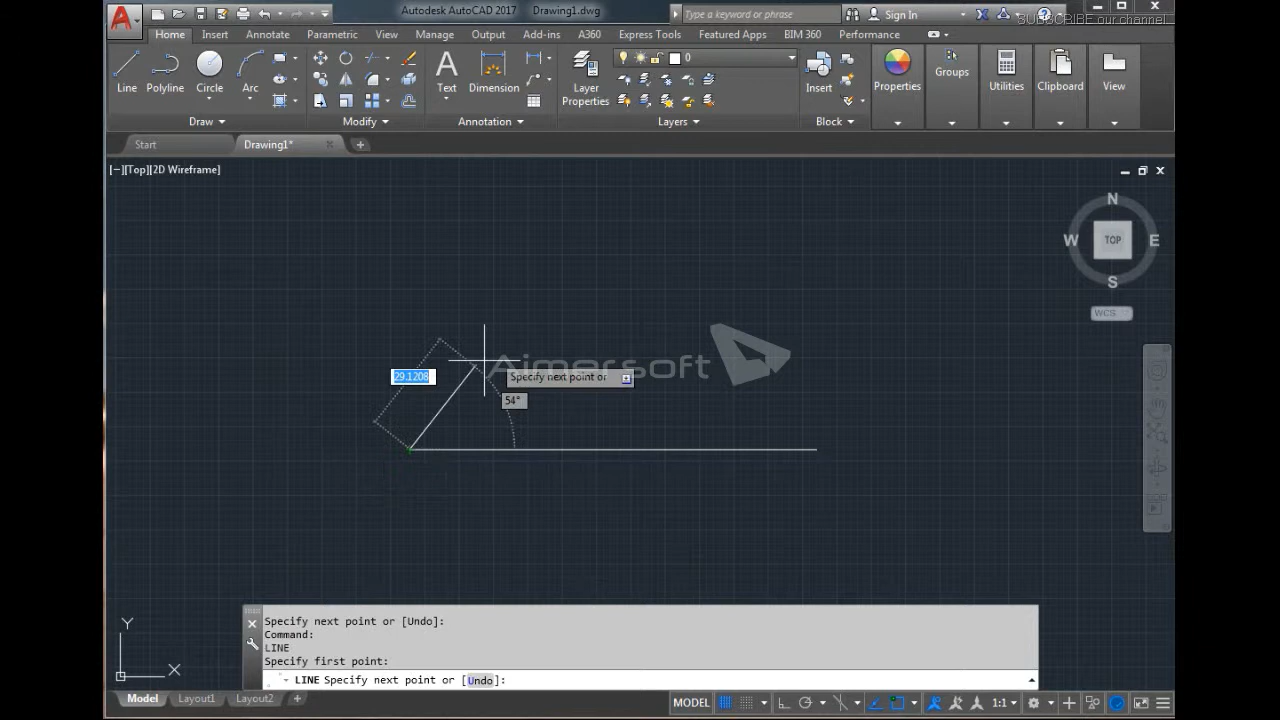 Autodesk AutoCAD 2017 Drawing1.dwg
Type a keyword or phrase
Sign In
SUBSCRIBE our channel
Home Insert Annotate Parametric View Manage Output Add-ins A360 Express Tools Featured Apps BIM 360 Performance
0
Line Polyline Circle Arc Text Dimension Layer Properties Insert Properties Groups Utilities Clipboard View
Draw Modify Annotation Layers Block
Start Drawing1*
[−][Top][2D Wireframe]
N
W TOP E
S
WCS
Aimersoft
29.1208 Specify next point or
54°
Specify next point or [Undo]:
Command:
LINE
Specify first point:
LINE Specify next point or [Undo]:
Y
X
Model Layout1 Layout2 +
MODEL 1:1